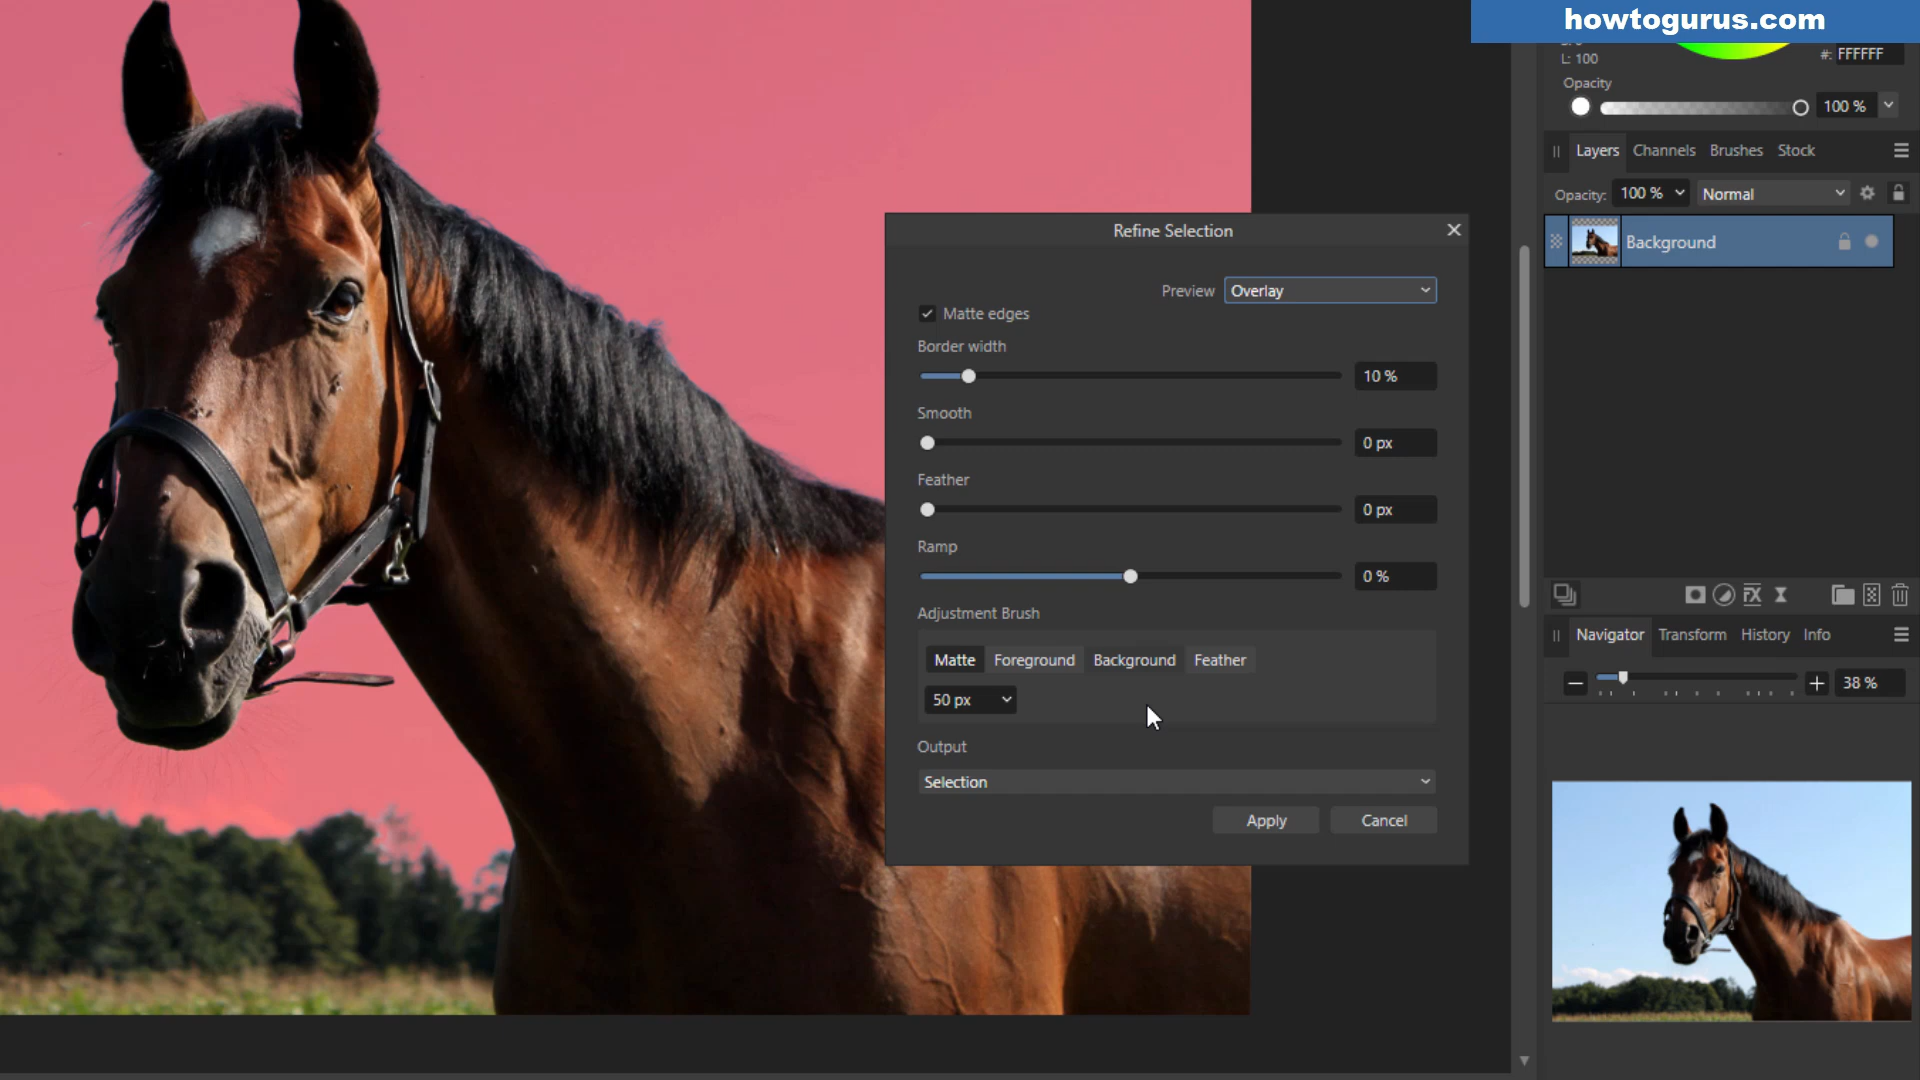 howtogurus.com
L: 100
#: FFFFFF
Opacity
100 %
Layers Channels Brushes Stock
Opacity: 100 % Normal
Background
Refine Selection
Preview Overlay
Matte edges
Border width
10 %
Smooth
0 px
Feather
0 px
Ramp
0 %
Adjustment Brush
Matte Foreground Background Feather
50 px
Output
Selection
Apply Cancel
FX
Navigator Transform History Info
38 %